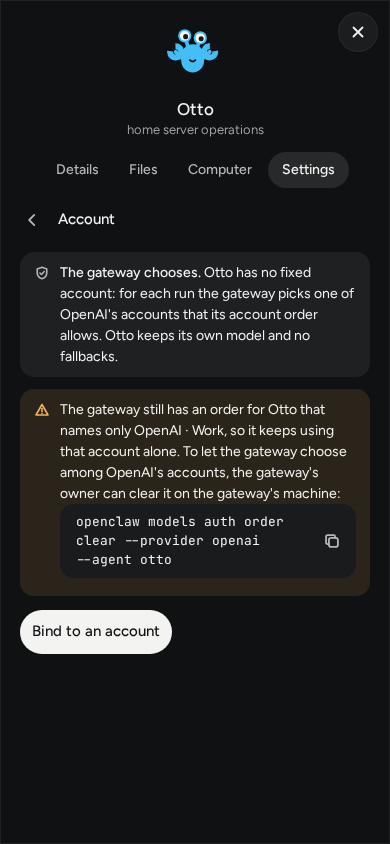 Otto
home server operations
Details Files Computer Settings
Account
The gateway chooses. Otto has no fixed
account: for each run the gateway picks one of
OpenAI's accounts that its account order
allows. Otto keeps its own model and no
fallbacks.
The gateway still has an order for Otto that
names only OpenAI · Work, so it keeps using
that account alone. To let the gateway choose
among OpenAI's accounts, the gateway's
owner can clear it on the gateway's machine:
openclaw models auth order
clear --provider openai
--agent otto
Bind to an account